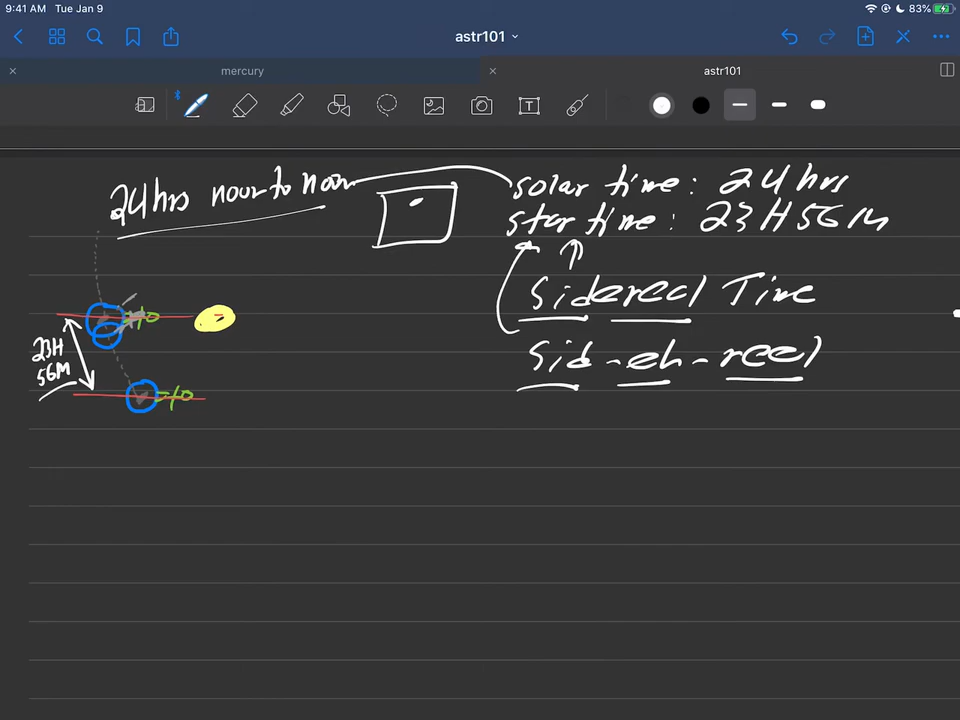 9:41 AM Tue Jan 9
83%
astr101
mercury
astr101
T
24hrs noon to noon
solar time: 24 hrs
star time: 23H 56M
Sidereal Time
23H
56M
Sid-eh-reel